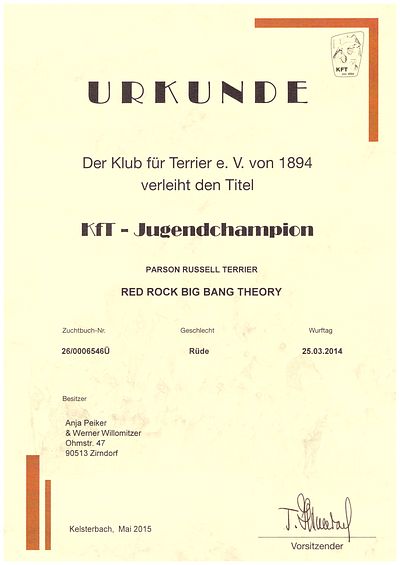 KFT
URKUNDE
Der Klub für Terrier e. V. von 1894
verleiht den Titel
KfT - Jugendchampion
PARSON RUSSELL TERRIER
RED ROCK BIG BANG THEORY
Zuchtbuch-Nr. Geschlecht Wurftag
26/0006546Ü Rüde 25.03.2014
Besitzer
Anja Peiker
& Werner Willomitzer
Ohmstr. 47
90513 Zirndorf
Kelsterbach, Mai 2015
Vorsitzender